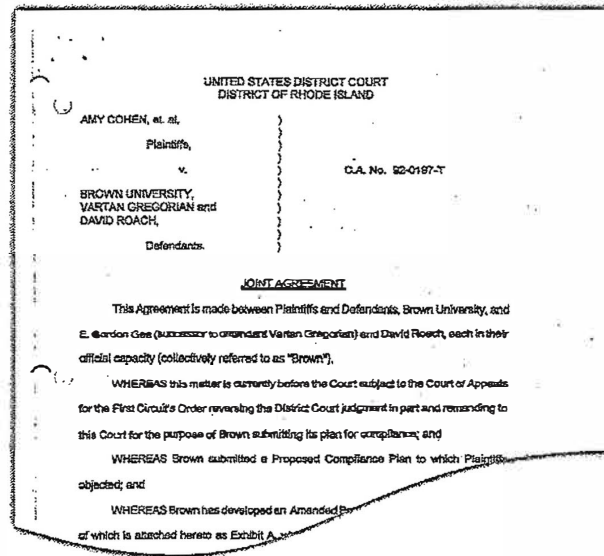 UNITED STATES DISTRICT COURT
DISTRICT OF RHODE ISLAND
AMY COHEN, et. al.
Plaintiffs,
v.
C.A. No. 92-0197-T
BROWN UNIVERSITY,
VARTAN GREGORIAN and
DAVID ROACH,
Defendants.
JOINT AGREEMENT
This Agreement is made between Plaintiffs and Defendants, Brown University, and
E. Gordon Gee (successor to defendant Vartan Gregorian) and David Roach, each in their
official capacity (collectively referred to as "Brown"),
WHEREAS this matter is currently before the Court subject to the Court of Appeals
for the First Circuit's Order reversing the District Court judgment in part and remanding to
this Court for the purpose of Brown submitting its plan for compliance; and
WHEREAS Brown submitted a Proposed Compliance Plan to which
objected; and
WHEREAS Brown has developed an Amended
of which is attached hereto as Exhibit A,